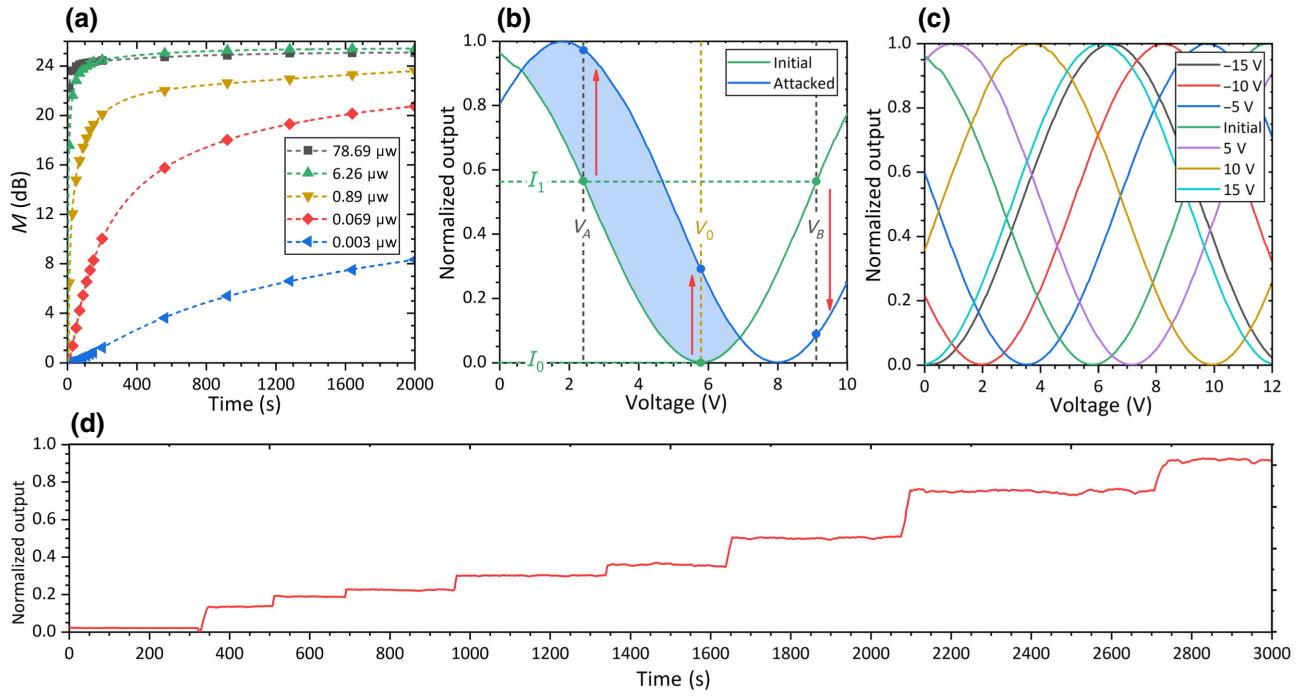 (a)
M (dB)
24
20
16
12
8
4
0
0 400 800 1200 1600 2000
Time (s)
78.69 μw
6.26 μw
0.89 μw
0.069 μw
0.003 μw
(b)
Normalized output
1.0
0.8
0.6
0.4
0.2
0.0
0 2 4 6 8 10
Voltage (V)
Initial
Attacked
I1
I0
VA
V0
VB
(c)
Normalized output
1.0
0.8
0.6
0.4
0.2
0.0
0 2 4 6 8 10 12
Voltage (V)
−15 V
−10 V
−5 V
Initial
5 V
10 V
15 V
(d)
Normalized output
1.0
0.8
0.6
0.4
0.2
0.0
0 200 400 600 800 1000 1200 1400 1600 1800 2000 2200 2400 2600 2800 3000
Time (s)